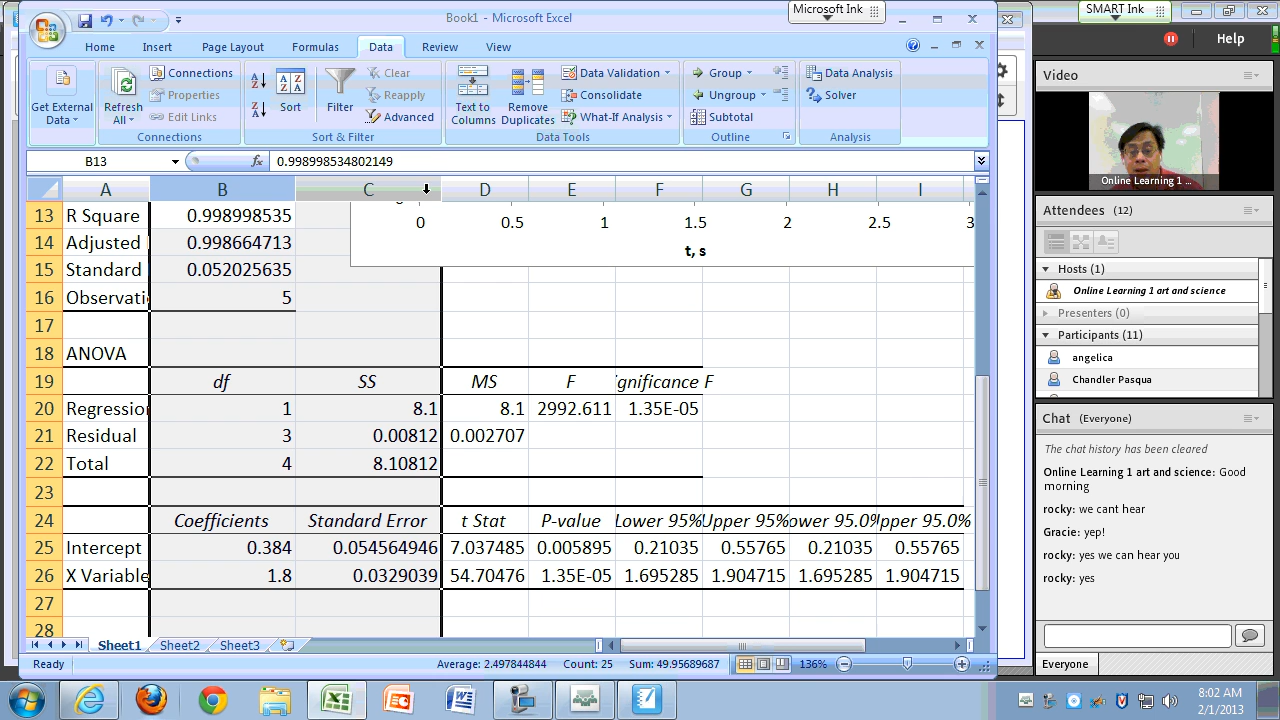 Book1 - Microsoft Excel
Microsoft Ink
SMART Ink
Home Insert Page Layout Formulas Data Review View
Help
Get External Data
Refresh All
Connections
Properties
Edit Links
Connections
Sort
Filter
Clear
Reapply
Advanced
Sort & Filter
Text to Columns
Remove Duplicates
Data Validation
Consolidate
What-If Analysis
Data Tools
Group
Ungroup
Subtotal
Outline
Data Analysis
Solver
Analysis
B13 fx 0.998998534802149
A B C D E F G H I
13 R Square 0.998998535
0 0.5 1 1.5 2 2.5 3
14 Adjusted 0.998664713
t, s
15 Standard 0.052025635
16 Observati 5
17
18 ANOVA
19 df SS MS F gnificance F
20 Regression 1 8.1 8.1 2992.611 1.35E-05
21 Residual 3 0.00812 0.002707
22 Total 4 8.10812
23
24 Coefficients Standard Error t Stat P-value Lower 95% Upper 95% ower 95.0% pper 95.0%
25 Intercept 0.384 0.054564946 7.037485 0.005895 0.21035 0.55765 0.21035 0.55765
26 X Variable 1.8 0.0329039 54.70476 1.35E-05 1.695285 1.904715 1.695285 1.904715
27
28
Sheet1 Sheet2 Sheet3
Ready Average: 2.497844844 Count: 25 Sum: 49.95689687 136%
Video
Online Learning 1 ...
Attendees (12)
Hosts (1)
Online Learning 1 art and science
Presenters (0)
Participants (11)
angelica
Chandler Pasqua
Chat (Everyone)
The chat history has been cleared
Online Learning 1 art and science: Good
morning
rocky: we cant hear
Gracie: yep!
rocky: yes we can hear you
rocky: yes
Everyone
8:02 AM
2/1/2013